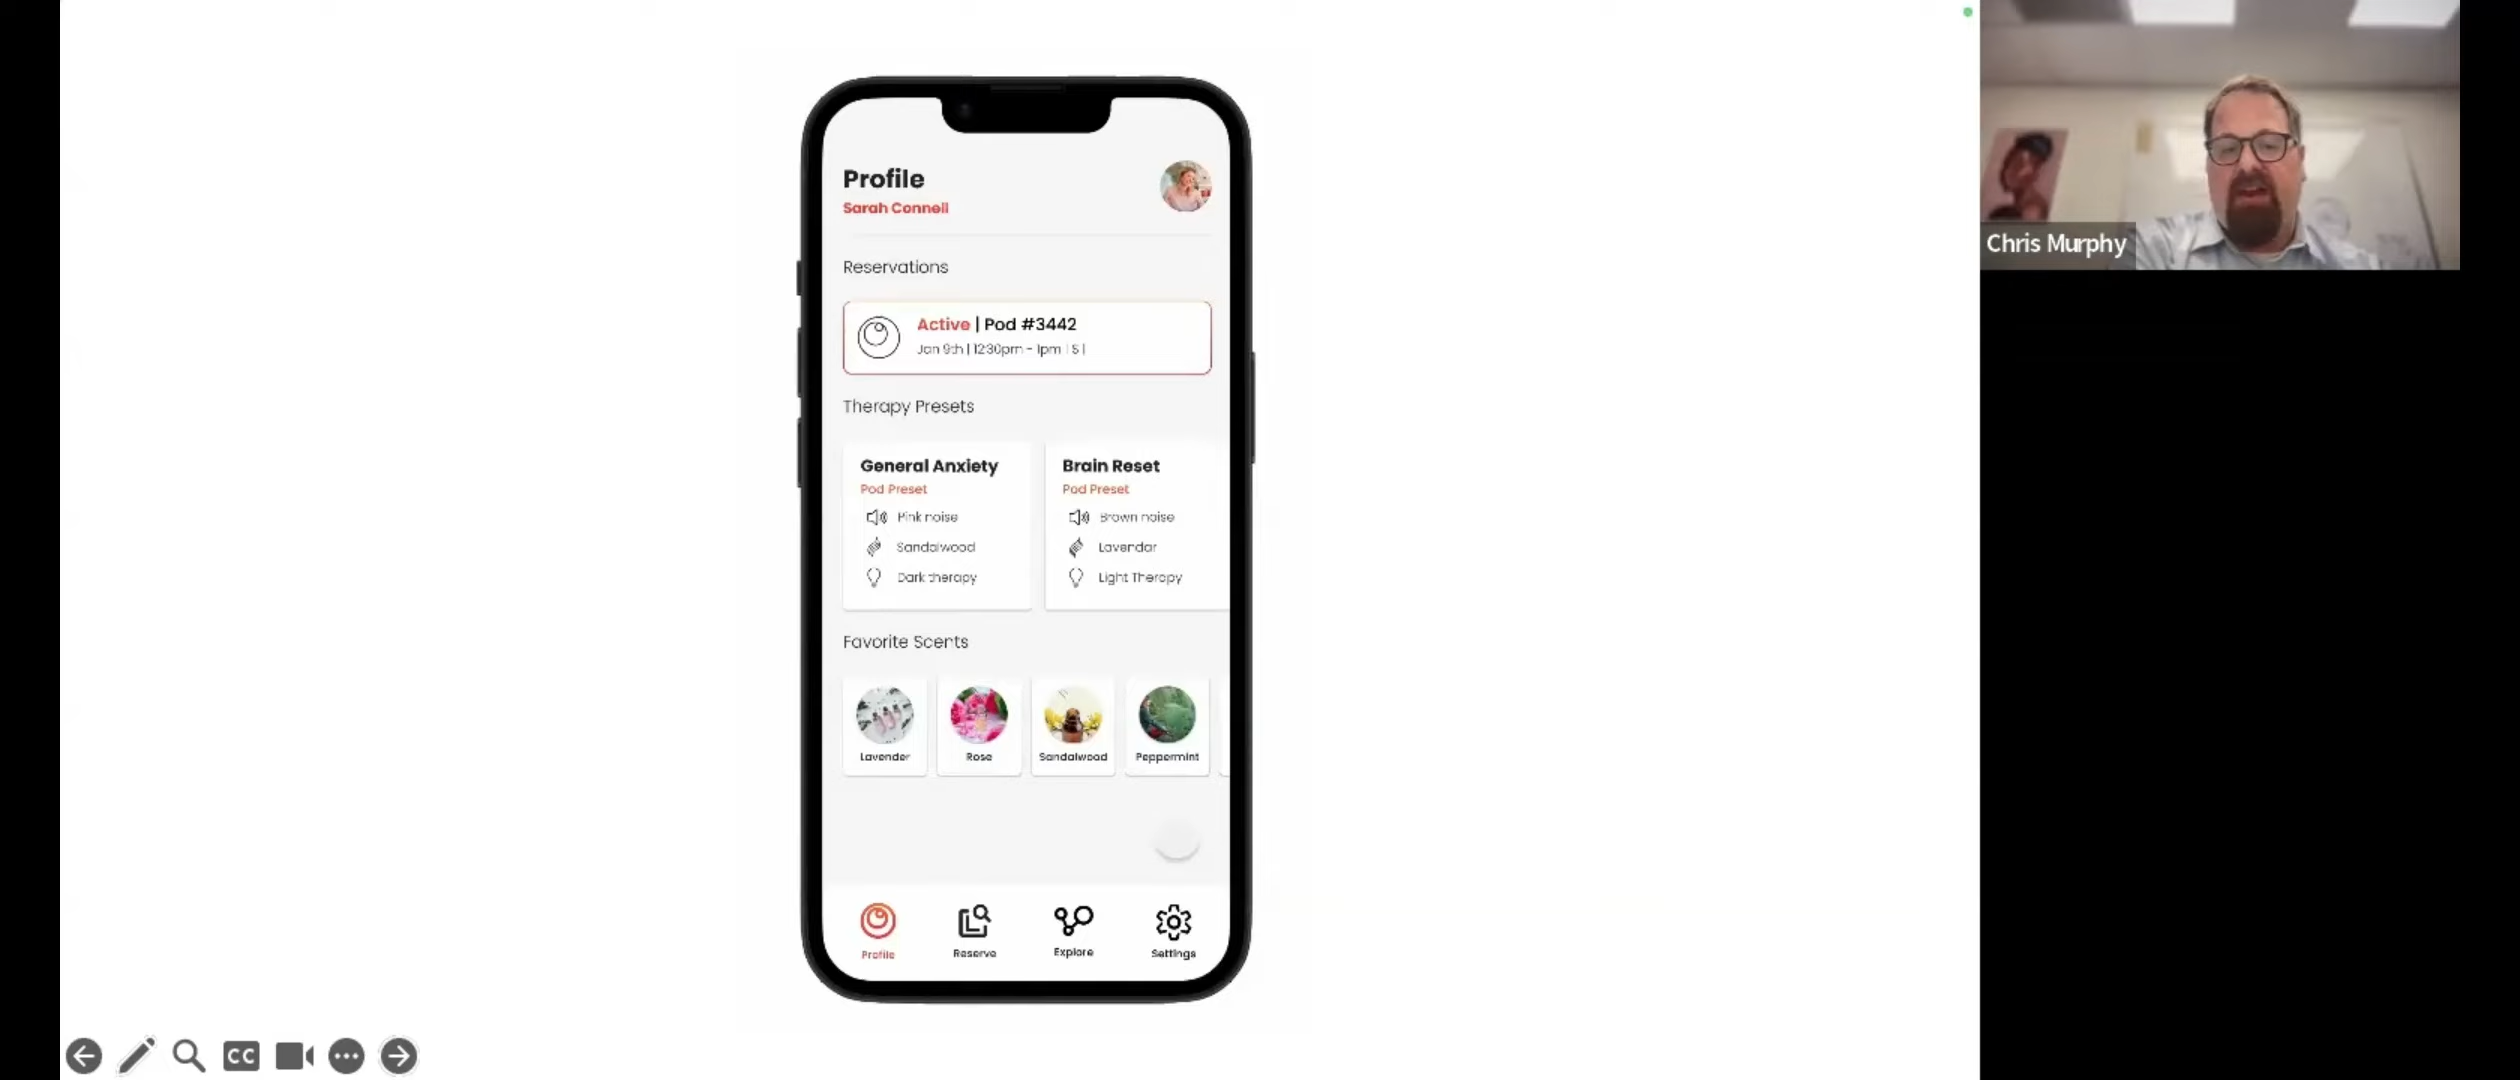 Profile
Sarah Connell
Reservations
Active | Pod #3442
Jan 9th | 12:30pm - 1pm | S |
Therapy Presets
General Anxiety
Pod Preset
Pink noise
Sandalwood
Dark therapy
Brain Reset
Pod Preset
Brown noise
Lavendar
Light Therapy
Favorite Scents
Lavender
Rose
Sandalwood
Peppermint
Profile
Reserve
Explore
Settings
CC
Chris Murphy